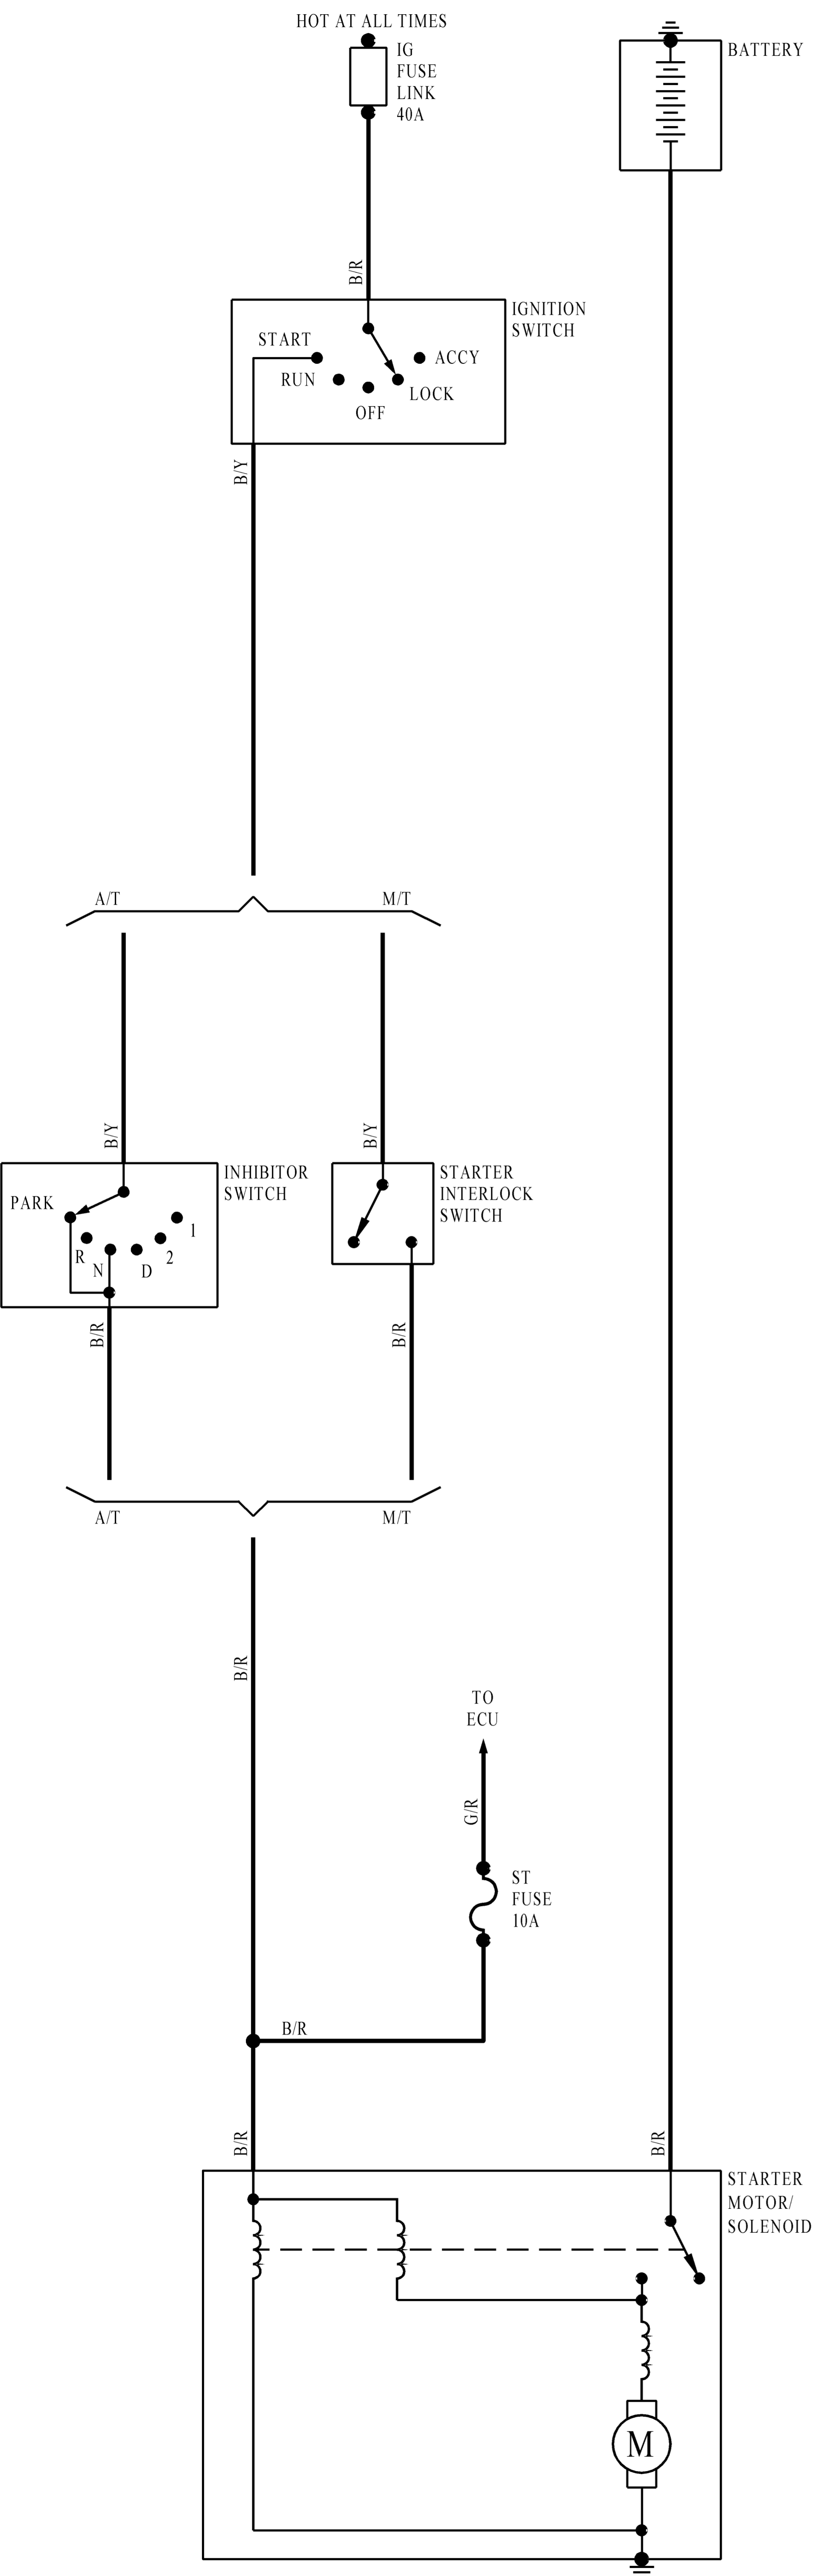 HOT AT ALL TIMES
IG
FUSE
LINK
40A
BATTERY
B/R
IGNITION
SWITCH
START
ACCY
RUN
LOCK
OFF
B/Y
A/T
M/T
B/Y
B/Y
INHIBITOR
SWITCH
STARTER
INTERLOCK
SWITCH
PARK
R
N
D
2
1
B/R
B/R
A/T
M/T
B/R
TO
ECU
G/R
ST
FUSE
10A
B/R
B/R
B/R
STARTER
MOTOR/
SOLENOID
M